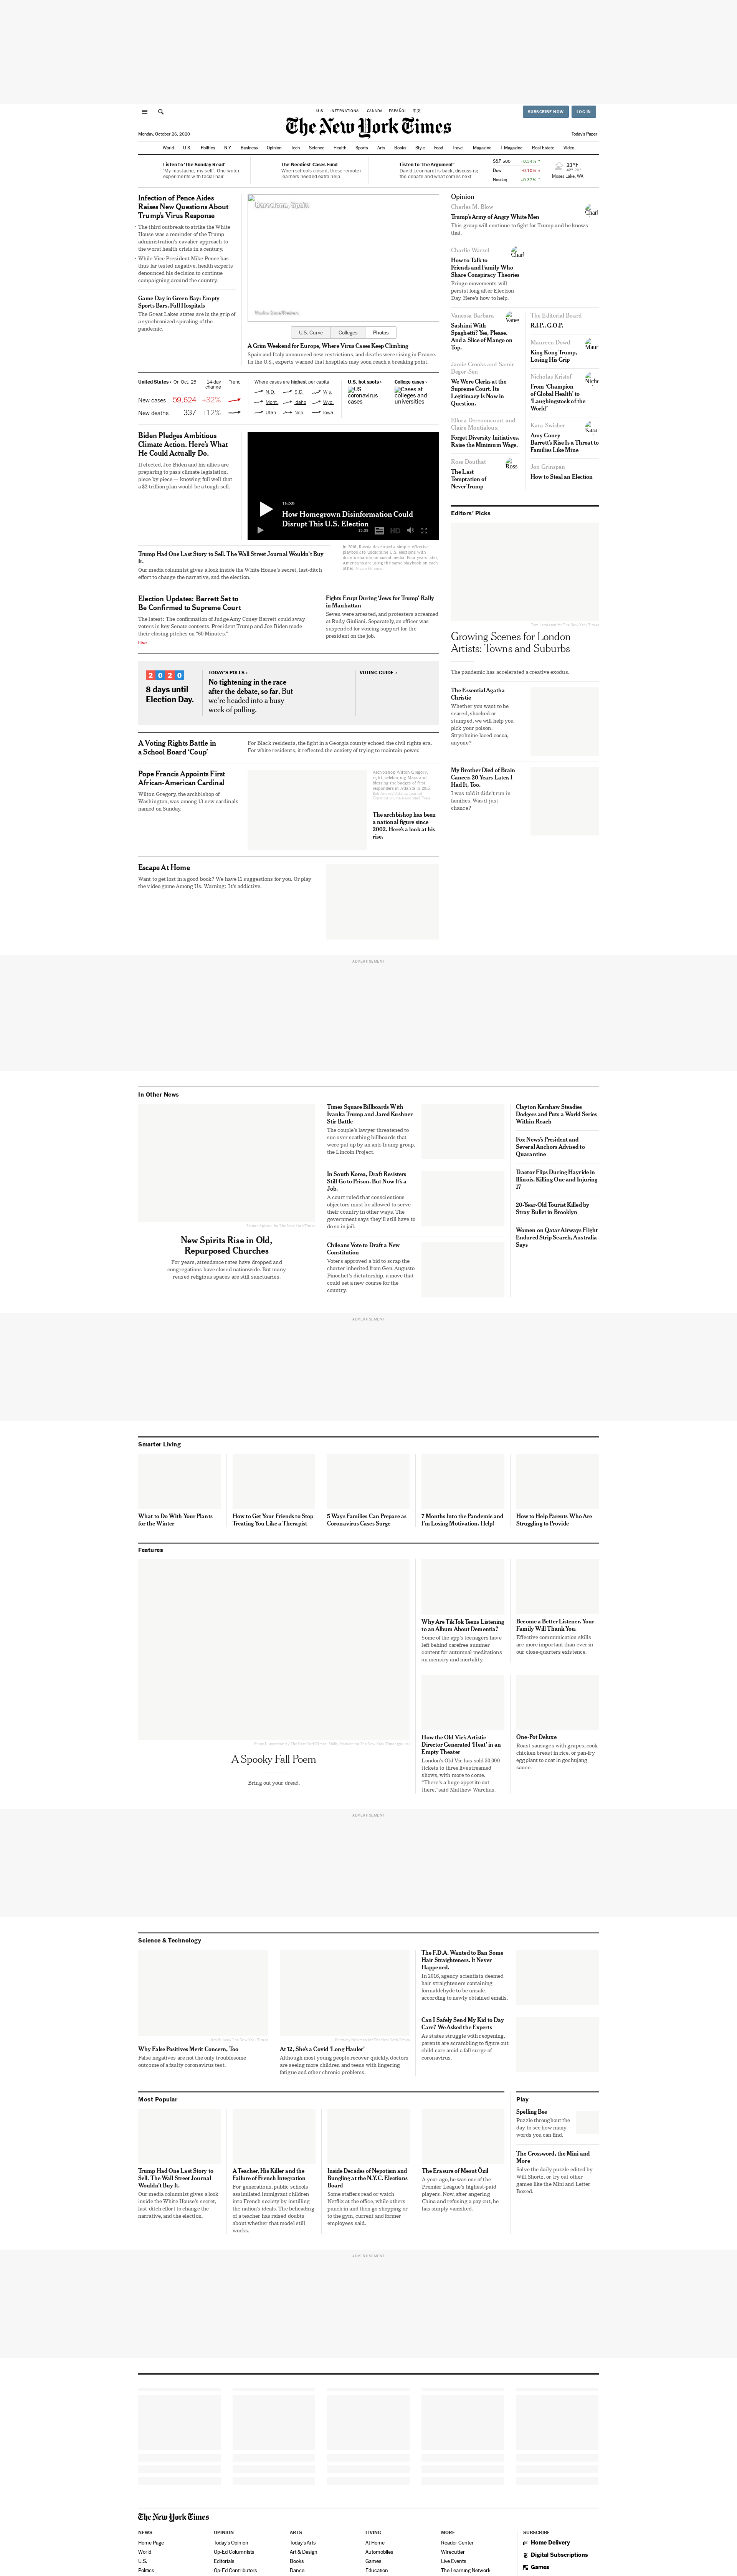 U.S. INTERNATIONAL CANADA ESPAÑOL 中文
SUBSCRIBE NOW LOG IN
The New York Times
Monday, October 26, 2020
Today's Paper
World U.S. Politics N.Y. Business Opinion Tech Science Health Sports Arts Books Style Food Travel Magazine T Magazine Real Estate Video
Listen to 'The Sunday Read'
'My mustache, my self': One writer
experiments with facial hair.
The Neediest Cases Fund
When schools closed, these remoter
learners needed extra help.
Listen to 'The Argument'
David Leonhardt is back, discussing
the debate and what comes next.
S&P 500 +0.34% ↑
Dow -0.10% ↓
Nasdaq +0.37% ↑
21°F
Moses Lake, WA
Infection of Pence Aides
Raises New Questions About
Trump's Virus Response
• The third outbreak to strike the White
House was a reminder of the Trump
administration's cavalier approach to
the worst health crisis in a century.
• While Vice President Mike Pence has
thus far tested negative, health experts
denounced his decision to continue
campaigning around the country.
Game Day in Green Bay: Empty
Sports Bars, Full Hospitals
The Great Lakes states are in the grip of
a synchronized spiraling of the
pandemic.
Barcelona, Spain
Nacho Doce/Reuters
U.S. Curve Colleges Photos
A Grim Weekend for Europe, Where Virus Cases Keep Climbing
Spain and Italy announced new restrictions, and deaths were rising in France.
In the U.S., experts warned that hospitals may soon reach a breaking point.
United States › On Oct. 25 14-day change Trend
New cases 59,624 +32%
New deaths 337 +12%
Where cases are highest per capita
N.D. S.D. Wis.
Mont. Idaho Wyo.
Utah Neb. Iowa
U.S. hot spots ›
US
coronavirus
cases
College cases ›
Cases at
colleges and
universities
Biden Pledges Ambitious
Climate Action. Here's What
He Could Actually Do.
If elected, Joe Biden and his allies are
preparing to pass climate legislation,
piece by piece — knowing full well that
a $2 trillion plan would be a tough sell.
15:39
How Homegrown Disinformation Could
Disrupt This U.S. Election
15:39 HD
In 2016, Russia developed a simple, effective
playbook to undermine U.S. elections with
disinformation on social media. Four years later,
Americans are using the same playbook on each
other.
Trump Had One Last Story to Sell. The Wall Street Journal Wouldn't Buy
It.
Our media columnist gives a look inside the White House's secret, last-ditch
effort to change the narrative, and the election.
Election Updates: Barrett Set to
Be Confirmed to Supreme Court
The latest: The confirmation of Judge Amy Coney Barrett could sway
voters in key Senate contests. President Trump and Joe Biden made
their closing pitches on "60 Minutes."
Live
Fights Erupt During 'Jews for Trump' Rally
in Manhattan
Seven were arrested, and protesters screamed
at Rudy Giuliani. Separately, an officer was
suspended for voicing support for the
president on the job.
2020
8 days until
Election Day.
TODAY'S POLLS ›
No tightening in the race
after the debate, so far. But
we're headed into a busy
week of polling.
VOTING GUIDE ›
A Voting Rights Battle in
a School Board 'Coup'
For Black residents, the fight in a Georgia county echoed the civil rights era.
For white residents, it reflected the anxiety of trying to maintain power.
Pope Francis Appoints First
African-American Cardinal
Wilton Gregory, the archbishop of
Washington, was among 13 new cardinals
named on Sunday.
Archbishop Wilton Gregory,
right, celebrating Mass and
blessing the badges of first
responders in Atlanta in 2015.
The archbishop has been
a national figure since
2002. Here's a look at his
rise.
Escape At Home
Want to get lost in a good book? We have 11 suggestions for you. Or play
the video game Among Us. Warning: It's addictive.
Opinion
Charles M. Blow
Trump's Army of Angry White Men
This group will continue to fight for Trump and he knows
that.
Charl
Charlie Warzel
How to Talk to
Friends and Family Who
Share Conspiracy Theories
Fringe movements will
persist long after Election
Day. Here's how to help.
Charl
Vanessa Barbara
Sashimi With
Spaghetti? Yes, Please.
And a Slice of Mango on
Top.
Vanes
Jamie Crooks and Samir
Deger-Sen
We Were Clerks at the
Supreme Court. Its
Legitimacy Is Now in
Question.
Ellora Derenoncourt and
Claire Montialoux
Forget Diversity Initiatives.
Raise the Minimum Wage.
Ross Douthat
The Last
Temptation of
NeverTrump
Ross
The Editorial Board
R.I.P., G.O.P.
Maureen Dowd
King Kong Trump,
Losing His Grip
Maur
Nicholas Kristof
From 'Champion
of Global Health' to
'Laughingstock of the
World'
Nich
Kara Swisher
Amy Coney
Barrett's Rise Is a Threat to
Families Like Mine
Kara
Jon Grinspan
How to Steal an Election
Editors' Picks
Growing Scenes for London
Artists: Towns and Suburbs
The pandemic has accelerated a creative exodus.
The Essential Agatha
Christie
Whether you want to be
scared, shocked or
stumped, we will help you
pick your poison.
Strychnine-laced cocoa,
anyone?
My Brother Died of Brain
Cancer. 20 Years Later, I
Had It, Too.
I was told it didn't run in
families. Was it just
chance?
ADVERTISEMENT
In Other News
New Spirits Rise in Old,
Repurposed Churches
For years, attendance rates have dropped and
congregations have closed nationwide. But many
reused religious spaces are still sanctuaries.
Times Square Billboards With
Ivanka Trump and Jared Kushner
Stir Battle
The couple's lawyer threatened to
sue over scathing billboards that
were put up by an anti-Trump group,
the Lincoln Project.
In South Korea, Draft Resisters
Still Go to Prison. But Now It's a
Job.
A court ruled that conscientious
objectors must be allowed to serve
their country in other ways. The
government says they'll still have to
do so in jail.
Chileans Vote to Draft a New
Constitution
Voters approved a bid to scrap the
charter inherited from Gen. Augusto
Pinochet's dictatorship, a move that
could set a new course for the
country.
Clayton Kershaw Steadies
Dodgers and Puts a World Series
Within Reach
Fox News's President and
Several Anchors Advised to
Quarantine
Tractor Flips During Hayride in
Illinois, Killing One and Injuring
17
20-Year-Old Tourist Killed by
Stray Bullet in Brooklyn
Women on Qatar Airways Flight
Endured Strip Search, Australia
Says
ADVERTISEMENT
Smarter Living
What to Do With Your Plants
for the Winter
How to Get Your Friends to Stop
Treating You Like a Therapist
5 Ways Families Can Prepare as
Coronavirus Cases Surge
7 Months Into the Pandemic and
I'm Losing Motivation. Help!
How to Help Parents Who Are
Struggling to Provide
Features
A Spooky Fall Poem
Bring out your dread.
Why Are TikTok Teens Listening
to an Album About Dementia?
Some of the app's teenagers have
left behind carefree summer
content for autumnal meditations
on memory and mortality.
Become a Better Listener. Your
Family Will Thank You.
Effective communication skills
are more important than ever in
our close-quarters existence.
How the Old Vic's Artistic
Director Generated 'Heat' in an
Empty Theater
London's Old Vic has sold 30,000
tickets to three livestreamed
shows, with more to come.
"There's a huge appetite out
there," said Matthew Warchus.
One-Pot Deluxe
Roast sausages with grapes, cook
chicken breast in rice, or pan-fry
eggplant to coat in gochujang
sauce.
ADVERTISEMENT
Science & Technology
Why False Positives Merit Concern, Too
False negatives are not the only troublesome
outcome of a faulty coronavirus test.
At 12, She's a Covid 'Long Hauler'
Although most young people recover quickly, doctors
are seeing more children and teens with lingering
fatigue and other chronic problems.
The F.D.A. Wanted to Ban Some
Hair Straighteners. It Never
Happened.
In 2016, agency scientists deemed
hair straighteners containing
formaldehyde to be unsafe,
according to newly obtained emails.
Can I Safely Send My Kid to Day
Care? We Asked the Experts
As states struggle with reopening,
parents are scrambling to figure out
child care amid a fall surge of
coronavirus.
Most Popular
Trump Had One Last Story to
Sell. The Wall Street Journal
Wouldn't Buy It.
Our media columnist gives a look
inside the White House's secret,
last-ditch effort to change the
narrative, and the election.
A Teacher, His Killer and the
Failure of French Integration
For generations, public schools
assimilated immigrant children
into French society by instilling
the nation's ideals. The beheading
of a teacher has raised doubts
about whether that model still
works.
Inside Decades of Nepotism and
Bungling at the N.Y.C. Elections
Board
Some staffers read or watch
Netflix at the office, while others
punch in and then go shopping or
to the gym, current and former
employees said.
The Erasure of Mesut Özil
A year ago, he was one of the
Premier League's highest-paid
players. Now, after angering
China and refusing a pay cut, he
has simply vanished.
Play
Spelling Bee
Puzzle throughout the
day to see how many
words you can find.
The Crossword, the Mini and
More
Solve the daily puzzle edited by
Will Shortz, or try out other
games like the Mini and Letter
Boxed.
ADVERTISEMENT
The New York Times
NEWS
Home Page
World
U.S.
Politics
OPINION
Today's Opinion
Op-Ed Columnists
Editorials
Op-Ed Contributors
ARTS
Today's Arts
Art & Design
Books
Dance
LIVING
At Home
Automobiles
Games
Education
MORE
Reader Center
Wirecutter
Live Events
The Learning Network
SUBSCRIBE
Home Delivery
Digital Subscriptions
Games